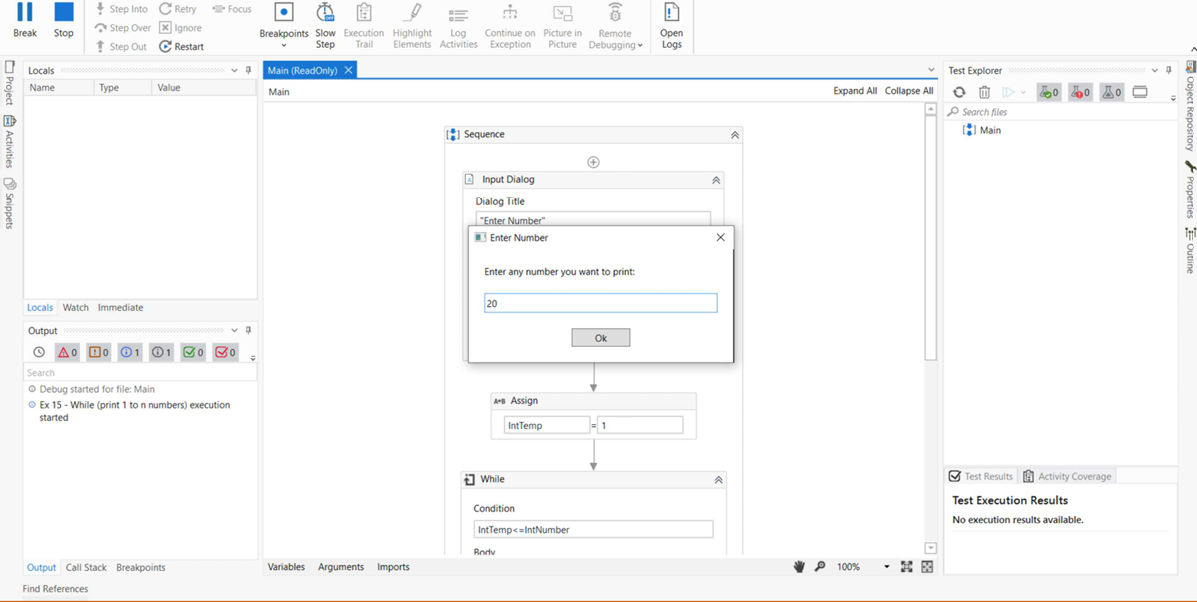 Break
Stop
Step Into
Step Over
Step Out
Retry
Ignore
Restart
Focus
Breakpoints
Slow Step
Execution Trail
Highlight Elements
Log Activities
Continue on Exception
Picture in Picture
Remote Debugging
Open Logs
Project
Activities
Snippets
Locals
Name Type Value
Locals Watch Immediate
Output
0 0 1 1 0 0
Search
Debug started for file: Main
Ex 15 - While (print 1 to n numbers) execution
started
Output Call Stack Breakpoints
Find References
Main (ReadOnly)
Main Expand All Collapse All
Sequence
Input Dialog
Dialog Title
"Enter Number"
Enter Number
Enter any number you want to print:
20
Ok
A+B Assign
IntTemp = 1
While
Condition
IntTemp<=IntNumber
Body
Variables Arguments Imports 100%
Test Explorer
0 0 0
Search files
Main
Test Results Activity Coverage
Test Execution Results
No execution results available.
Object Repository
Properties
Outline